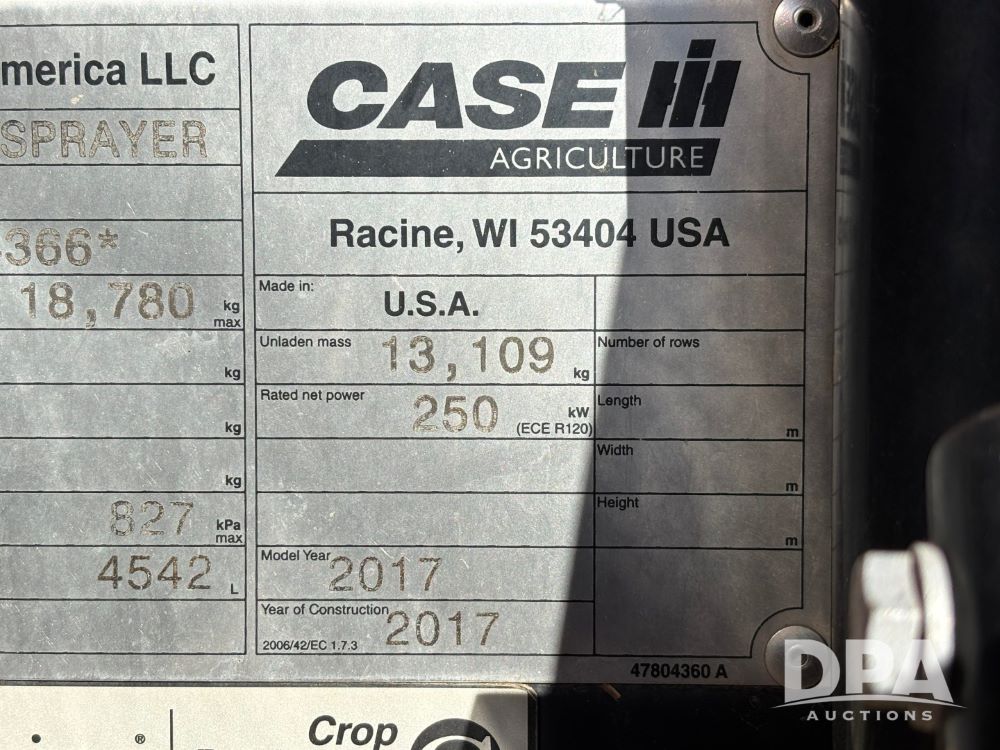 merica LLC
SPRAYER
366*
18,780 kg max
kg
kg
kg
827 kPa max
4542 L
CASE IH
AGRICULTURE
Racine, WI 53404 USA
Made in: U.S.A.
Unladen mass 13,109 kg
Number of rows
Rated net power 250 kW (ECE R120)
Length m
Width m
Height m
Model Year 2017
Year of Construction 2017
2006/42/EC 1.7.3
47804360 A
Crop
®
DPA
AUCTIONS